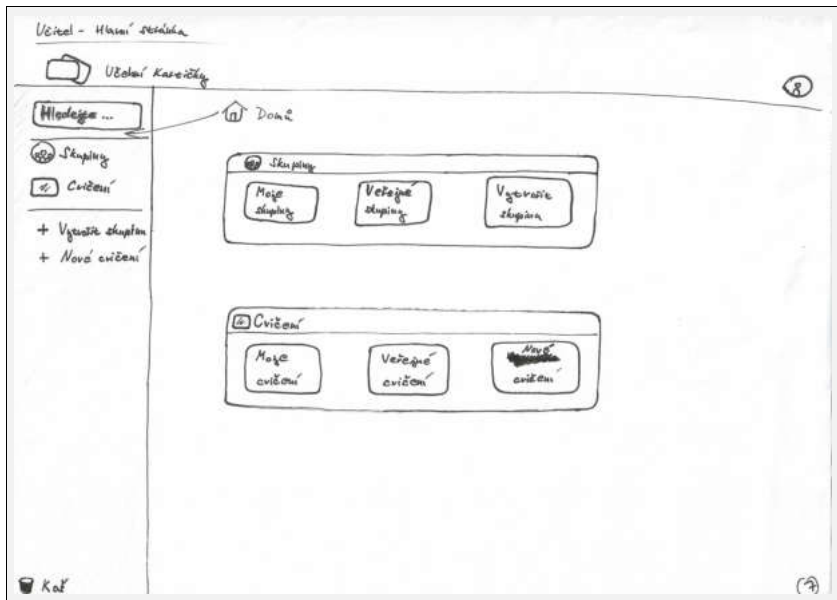 Učitel - Hlavní stránka
Učební Kartičky
Hledejte ...
Domů
Skupiny
Cvičení
+ Vytvořit skupinu
+ Nové cvičení
Skupiny
Moje
skupiny
Veřejné
skupiny
Vytvořit
skupinu
Cvičení
Moje
cvičení
Veřejné
cvičení
Nové
cvičení
Koš
(7)